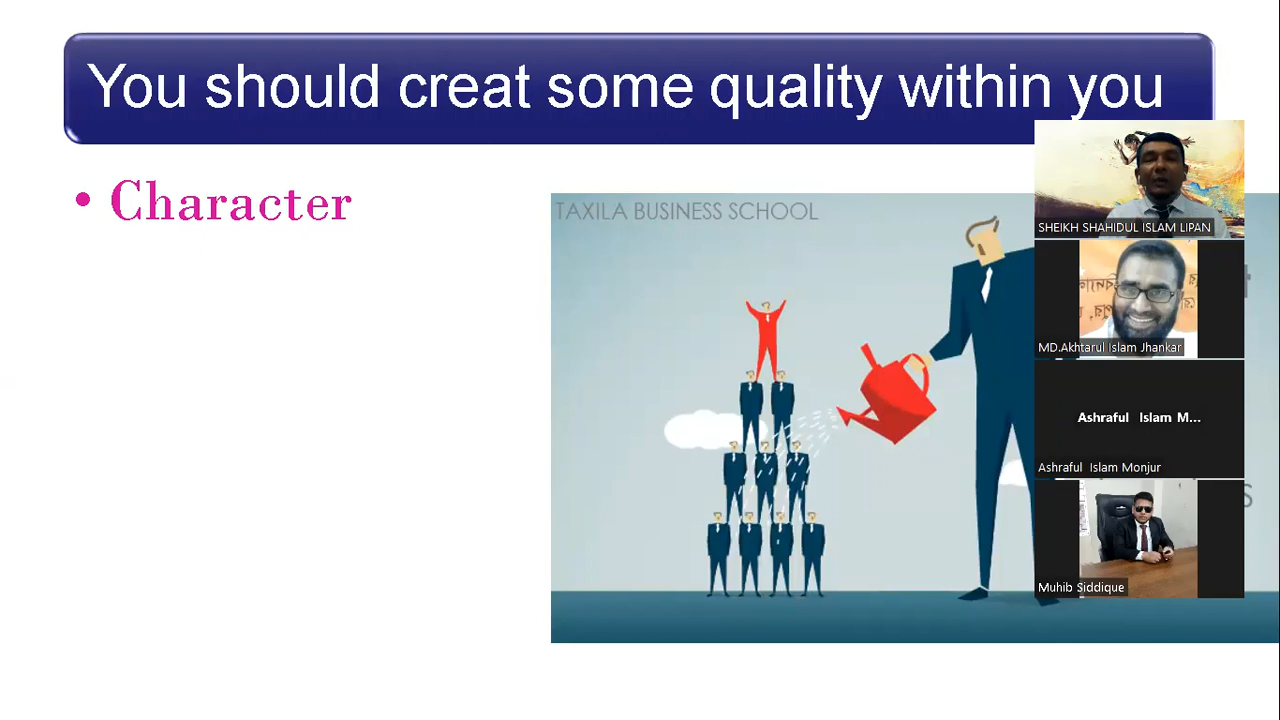 You should creat some quality within you
• Character
TAXILA BUSINESS SCHOOL
SHEIKH SHAHIDUL ISLAM LIPAN
MD.Akhtarul Islam Jhankar
Ashraful Islam M...
Ashraful Islam Monjur
Muhib Siddique